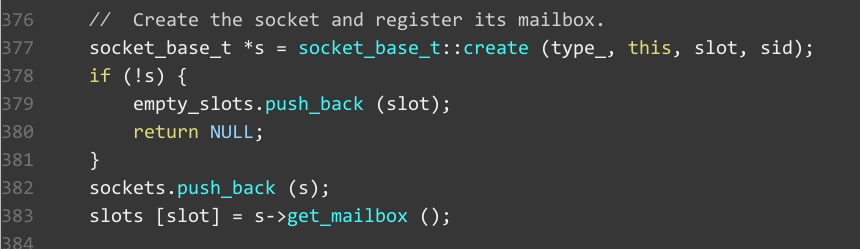 376     //  Create the socket and register its mailbox.
377     socket_base_t *s = socket_base_t::create (type_, this, slot, sid);
378     if (!s) {
379         empty_slots.push_back (slot);
380         return NULL;
381     }
382     sockets.push_back (s);
383     slots [slot] = s->get_mailbox ();
384